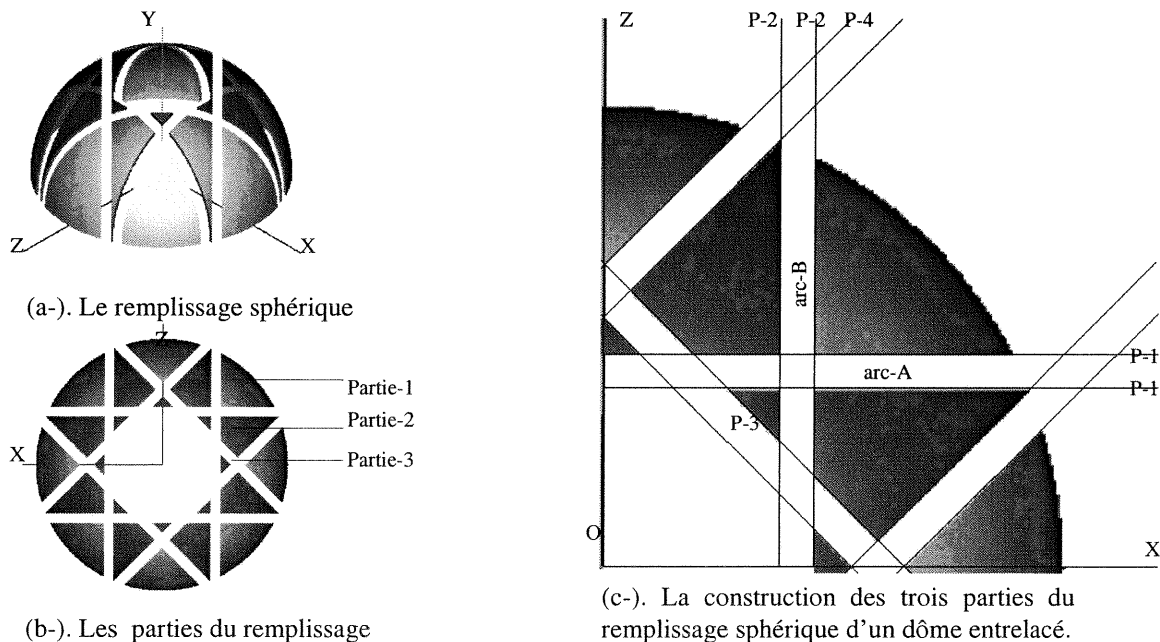 Y
Z
X
(a-). Le remplissage sphérique
Z
Partie-1
Partie-2
X
Partie-3
(b-). Les parties du remplissage
Z
P-2
P-2
P-4
arc-B
P-1
arc-A
P-1
P-3
O
X
(c-). La construction des trois parties du
remplissage sphérique d'un dôme entrelacé.